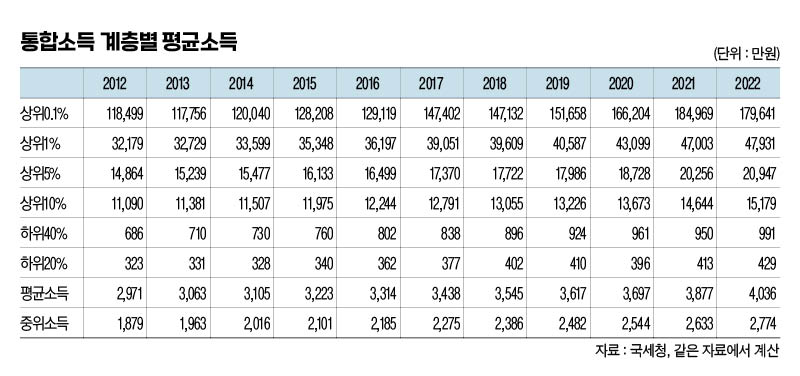 통합소득 계층별 평균소득
(단위 : 만원)
2012 2013 2014 2015 2016 2017 2018 2019 2020 2021 2022
상위0.1% 118,499 117,756 120,040 128,208 129,119 147,402 147,132 151,658 166,204 184,969 179,641
상위1% 32,179 32,729 33,599 35,348 36,197 39,051 39,609 40,587 43,099 47,003 47,931
상위5% 14,864 15,239 15,477 16,133 16,499 17,370 17,722 17,986 18,728 20,256 20,947
상위10% 11,090 11,381 11,507 11,975 12,244 12,791 13,055 13,226 13,673 14,644 15,179
하위40% 686 710 730 760 802 838 896 924 961 950 991
하위20% 323 331 328 340 362 377 402 410 396 413 429
평균소득 2,971 3,063 3,105 3,223 3,314 3,438 3,545 3,617 3,697 3,877 4,036
중위소득 1,879 1,963 2,016 2,101 2,185 2,275 2,386 2,482 2,544 2,633 2,774
자료 : 국세청, 같은 자료에서 계산